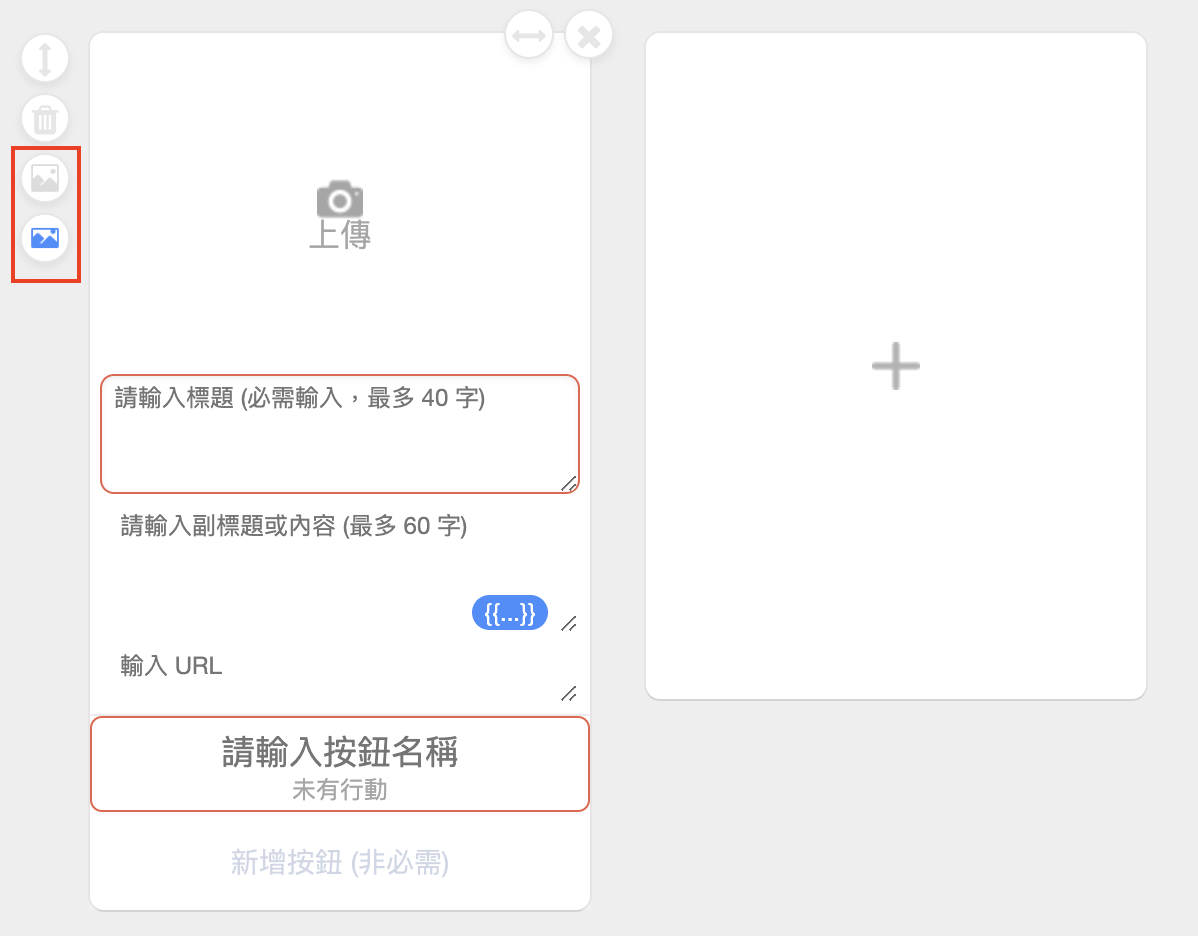 上傳
請輸入標題 (必需輸入，最多 40 字)
請輸入副標題或內容 (最多 60 字)
{{...}}
輸入 URL
請輸入按鈕名稱
未有行動
新增按鈕 (非必需)